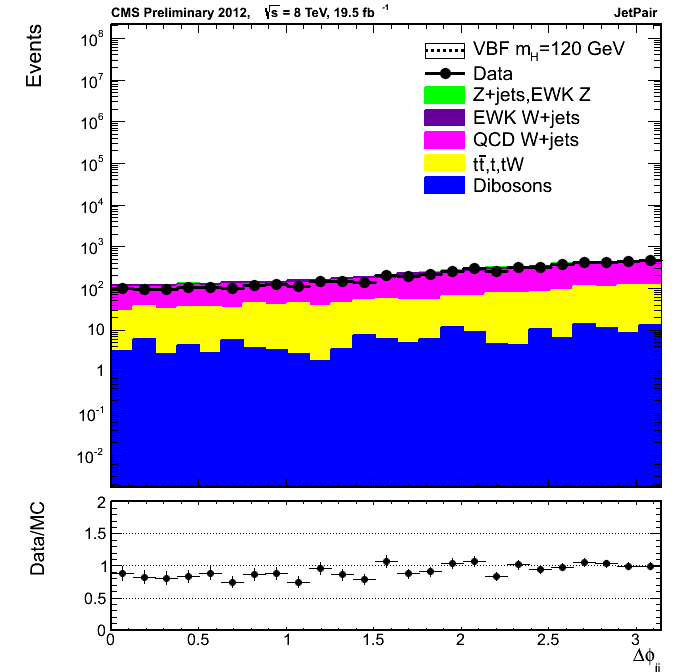 CMS Preliminary 2012, √s = 8 TeV, 19.5 fb⁻¹ JetPair
Events
10⁸
10⁷
10⁶
10⁵
10⁴
10³
10²
10
1
10⁻¹
10⁻²
VBF m_H=120 GeV
Data
Z+jets,EWK Z
EWK W+jets
QCD W+jets
tt̅,t,tW
Dibosons
Data/MC
2
1.5
1
0.5
0
0 0.5 1 1.5 2 2.5 3
Δϕ_jj